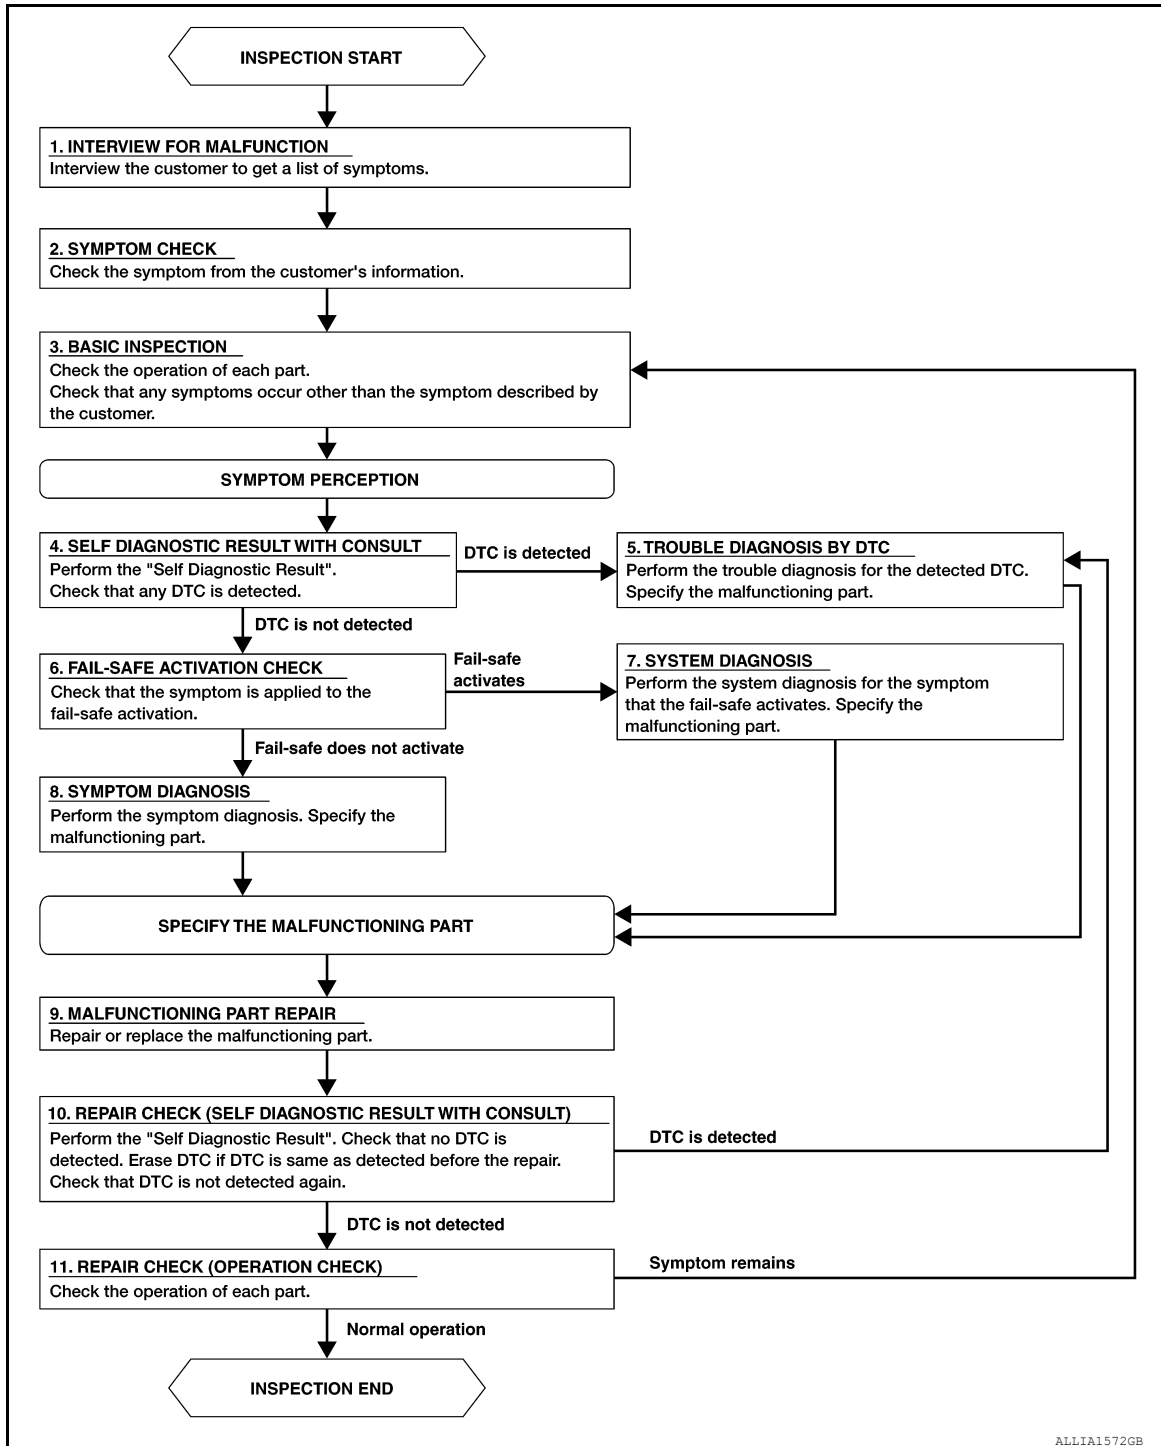 INSPECTION START
1. INTERVIEW FOR MALFUNCTION
Interview the customer to get a list of symptoms.
2. SYMPTOM CHECK
Check the symptom from the customer's information.
3. BASIC INSPECTION
Check the operation of each part.
Check that any symptoms occur other than the symptom described by
the customer.
SYMPTOM PERCEPTION
4. SELF DIAGNOSTIC RESULT WITH CONSULT
Perform the "Self Diagnostic Result".
Check that any DTC is detected.
DTC is detected
5. TROUBLE DIAGNOSIS BY DTC
Perform the trouble diagnosis for the detected DTC.
Specify the malfunctioning part.
DTC is not detected
6. FAIL-SAFE ACTIVATION CHECK
Check that the symptom is applied to the
fail-safe activation.
Fail-safe
activates
7. SYSTEM DIAGNOSIS
Perform the system diagnosis for the symptom
that the fail-safe activates. Specify the
malfunctioning part.
Fail-safe does not activate
8. SYMPTOM DIAGNOSIS
Perform the symptom diagnosis. Specify the
malfunctioning part.
SPECIFY THE MALFUNCTIONING PART
9. MALFUNCTIONING PART REPAIR
Repair or replace the malfunctioning part.
10. REPAIR CHECK (SELF DIAGNOSTIC RESULT WITH CONSULT)
Perform the "Self Diagnostic Result". Check that no DTC is
detected. Erase DTC if DTC is same as detected before the repair.
Check that DTC is not detected again.
DTC is detected
DTC is not detected
11. REPAIR CHECK (OPERATION CHECK)
Check the operation of each part.
Symptom remains
Normal operation
INSPECTION END
ALLIA1572GB